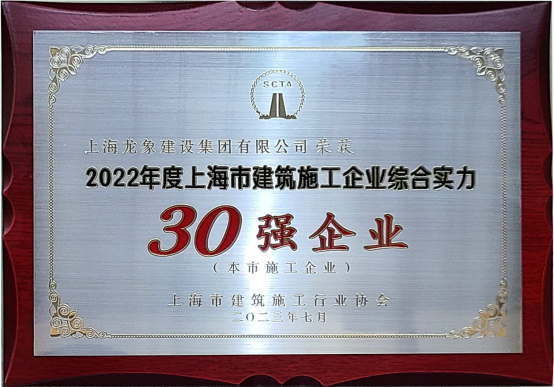 SCTA
上海龙象建设集团有限公司荣获
2022年度上海市建筑施工企业综合实力
30强企业
(本市施工企业)
上海市建筑施工行业协会
二〇二三年七月